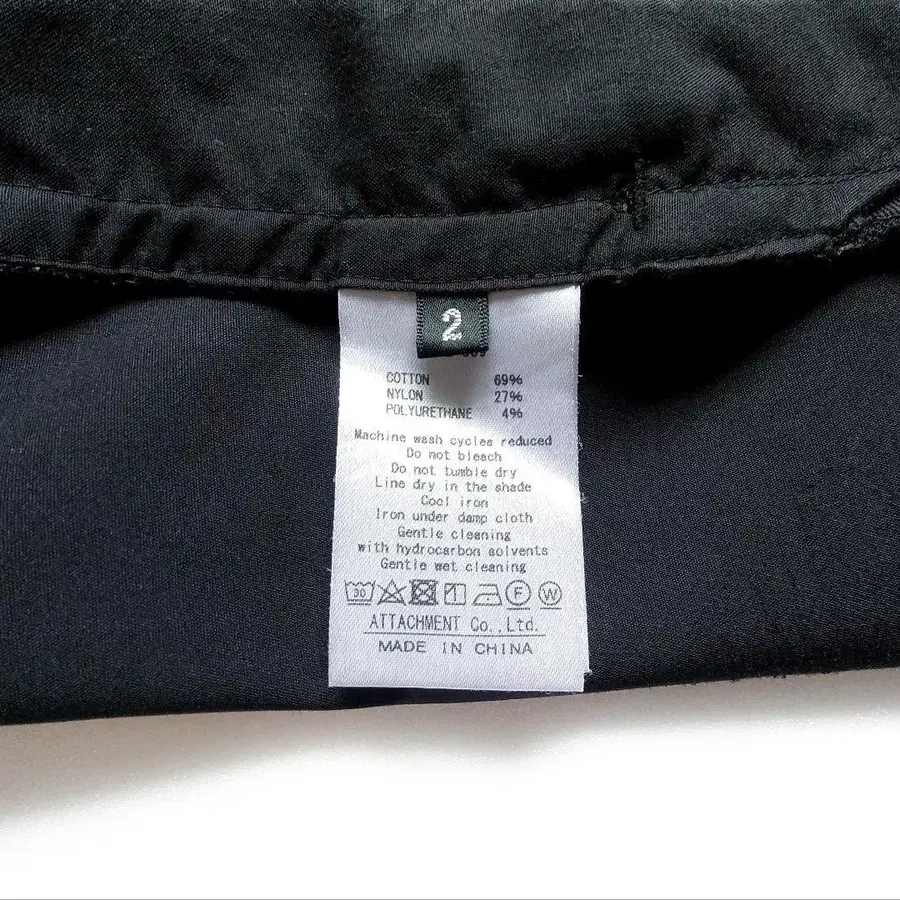 2
COTTON 69%
NYLON 27%
POLYURETHANE 4%
Machine wash cycles reduced
Do not bleach
Do not tumble dry
Line dry in the shade
Cool iron
Iron under damp cloth
Gentle cleaning
with hydrocarbon solvents
Gentle wet cleaning
30 F W
ATTACHMENT Co.,Ltd.
MADE IN CHINA